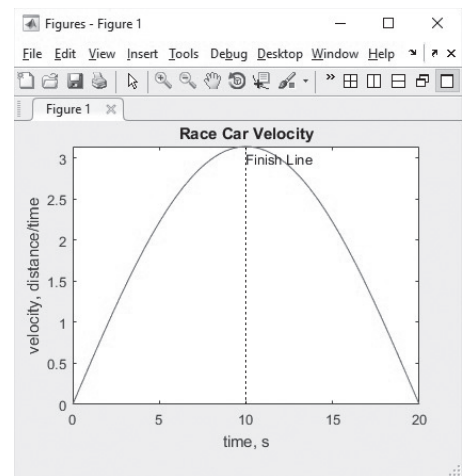 Figures - Figure 1
File Edit View Insert Tools Debug Desktop Window Help
Figure 1
Race Car Velocity
3
2.5
2
1.5
1
0.5
0
velocity, distance/time
Finish Line
0 5 10 15 20
time, s